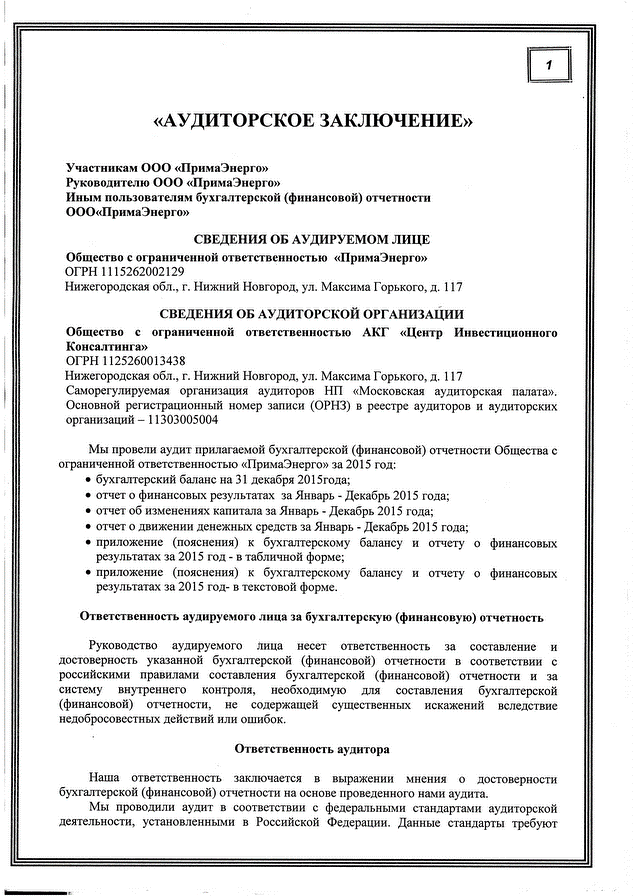 1
«АУДИТОРСКОЕ ЗАКЛЮЧЕНИЕ»
Участникам ООО «ПримаЭнерго»
Руководителю ООО «ПримаЭнерго»
Иным пользователям бухгалтерской (финансовой) отчетности
ООО«ПримаЭнерго»
СВЕДЕНИЯ ОБ АУДИРУЕМОМ ЛИЦЕ
Общество с ограниченной ответственностью «ПримаЭнерго»
ОГРН 1115262002129
Нижегородская обл., г. Нижний Новгород, ул. Максима Горького, д. 117
СВЕДЕНИЯ ОБ АУДИТОРСКОЙ ОРГАНИЗАЦИИ
Общество с ограниченной ответственностью АКГ «Центр Инвестиционного
Консалтинга»
ОГРН 1125260013438
Нижегородская обл., г. Нижний Новгород, ул. Максима Горького, д. 117
Саморегулируемая организация аудиторов НП «Московская аудиторская палата».
Основной регистрационный номер записи (ОРНЗ) в реестре аудиторов и аудиторских
организаций – 11303005004
Мы провели аудит прилагаемой бухгалтерской (финансовой) отчетности Общества с
ограниченной ответственностью «ПримаЭнерго» за 2015 год:
• бухгалтерский баланс на 31 декабря 2015года;
• отчет о финансовых результатах за Январь - Декабрь 2015 года;
• отчет об изменениях капитала за Январь - Декабрь 2015 года;
• отчет о движении денежных средств за Январь - Декабрь 2015 года;
• приложение (пояснения) к бухгалтерскому балансу и отчету о финансовых
результатах за 2015 год - в табличной форме;
• приложение (пояснения) к бухгалтерскому балансу и отчету о финансовых
результатах за 2015 год- в текстовой форме.
Ответственность аудируемого лица за бухгалтерскую (финансовую) отчетность
Руководство аудируемого лица несет ответственность за составление и
достоверность указанной бухгалтерской (финансовой) отчетности в соответствии с
российскими правилами составления бухгалтерской (финансовой) отчетности и за
систему внутреннего контроля, необходимую для составления бухгалтерской
(финансовой) отчетности, не содержащей существенных искажений вследствие
недобросовестных действий или ошибок.
Ответственность аудитора
Наша ответственность заключается в выражении мнения о достоверности
бухгалтерской (финансовой) отчетности на основе проведенного нами аудита.
Мы проводили аудит в соответствии с федеральными стандартами аудиторской
деятельности, установленными в Российской Федерации. Данные стандарты требуют